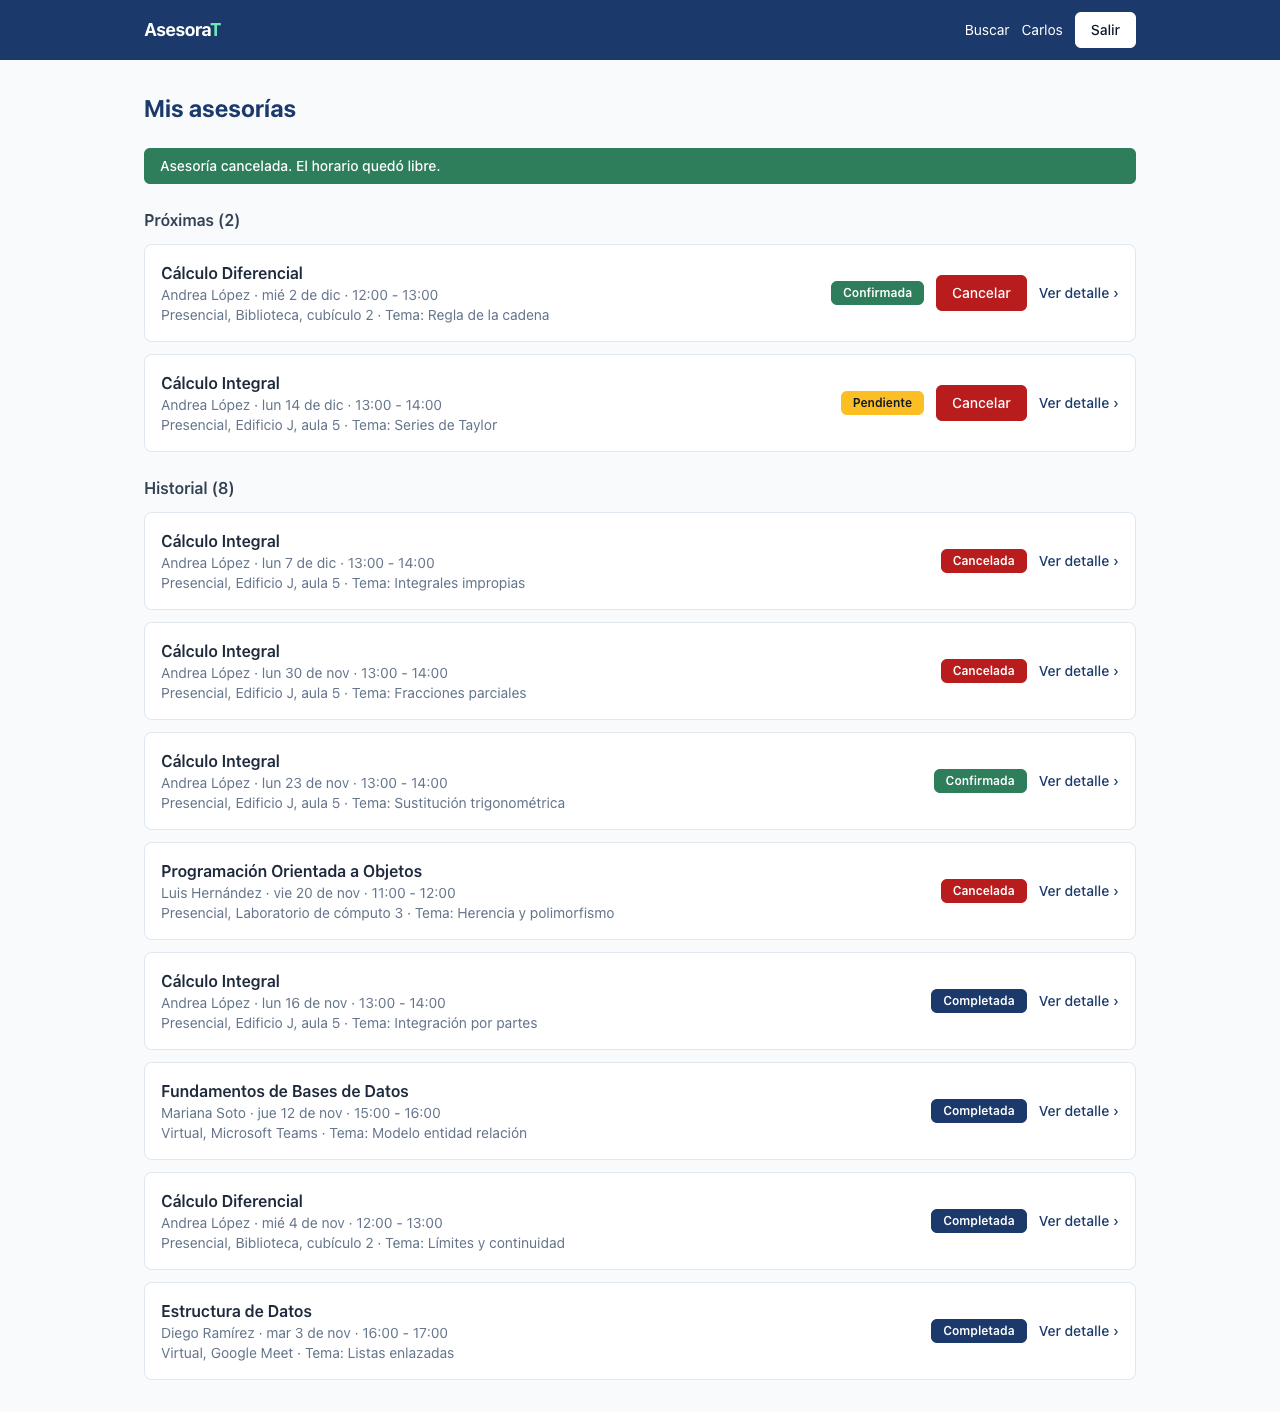 AsesoraT
Buscar Carlos Salir
Mis asesorías
Asesoría cancelada. El horario quedó libre.
Próximas (2)
Cálculo Diferencial
Andrea López · mié 2 de dic · 12:00 - 13:00
Presencial, Biblioteca, cubículo 2 · Tema: Regla de la cadena
Confirmada Cancelar Ver detalle ›
Cálculo Integral
Andrea López · lun 14 de dic · 13:00 - 14:00
Presencial, Edificio J, aula 5 · Tema: Series de Taylor
Pendiente Cancelar Ver detalle ›
Historial (8)
Cálculo Integral
Andrea López · lun 7 de dic · 13:00 - 14:00
Presencial, Edificio J, aula 5 · Tema: Integrales impropias
Cancelada Ver detalle ›
Cálculo Integral
Andrea López · lun 30 de nov · 13:00 - 14:00
Presencial, Edificio J, aula 5 · Tema: Fracciones parciales
Cancelada Ver detalle ›
Cálculo Integral
Andrea López · lun 23 de nov · 13:00 - 14:00
Presencial, Edificio J, aula 5 · Tema: Sustitución trigonométrica
Confirmada Ver detalle ›
Programación Orientada a Objetos
Luis Hernández · vie 20 de nov · 11:00 - 12:00
Presencial, Laboratorio de cómputo 3 · Tema: Herencia y polimorfismo
Cancelada Ver detalle ›
Cálculo Integral
Andrea López · lun 16 de nov · 13:00 - 14:00
Presencial, Edificio J, aula 5 · Tema: Integración por partes
Completada Ver detalle ›
Fundamentos de Bases de Datos
Mariana Soto · jue 12 de nov · 15:00 - 16:00
Virtual, Microsoft Teams · Tema: Modelo entidad relación
Completada Ver detalle ›
Cálculo Diferencial
Andrea López · mié 4 de nov · 12:00 - 13:00
Presencial, Biblioteca, cubículo 2 · Tema: Límites y continuidad
Completada Ver detalle ›
Estructura de Datos
Diego Ramírez · mar 3 de nov · 16:00 - 17:00
Virtual, Google Meet · Tema: Listas enlazadas
Completada Ver detalle ›